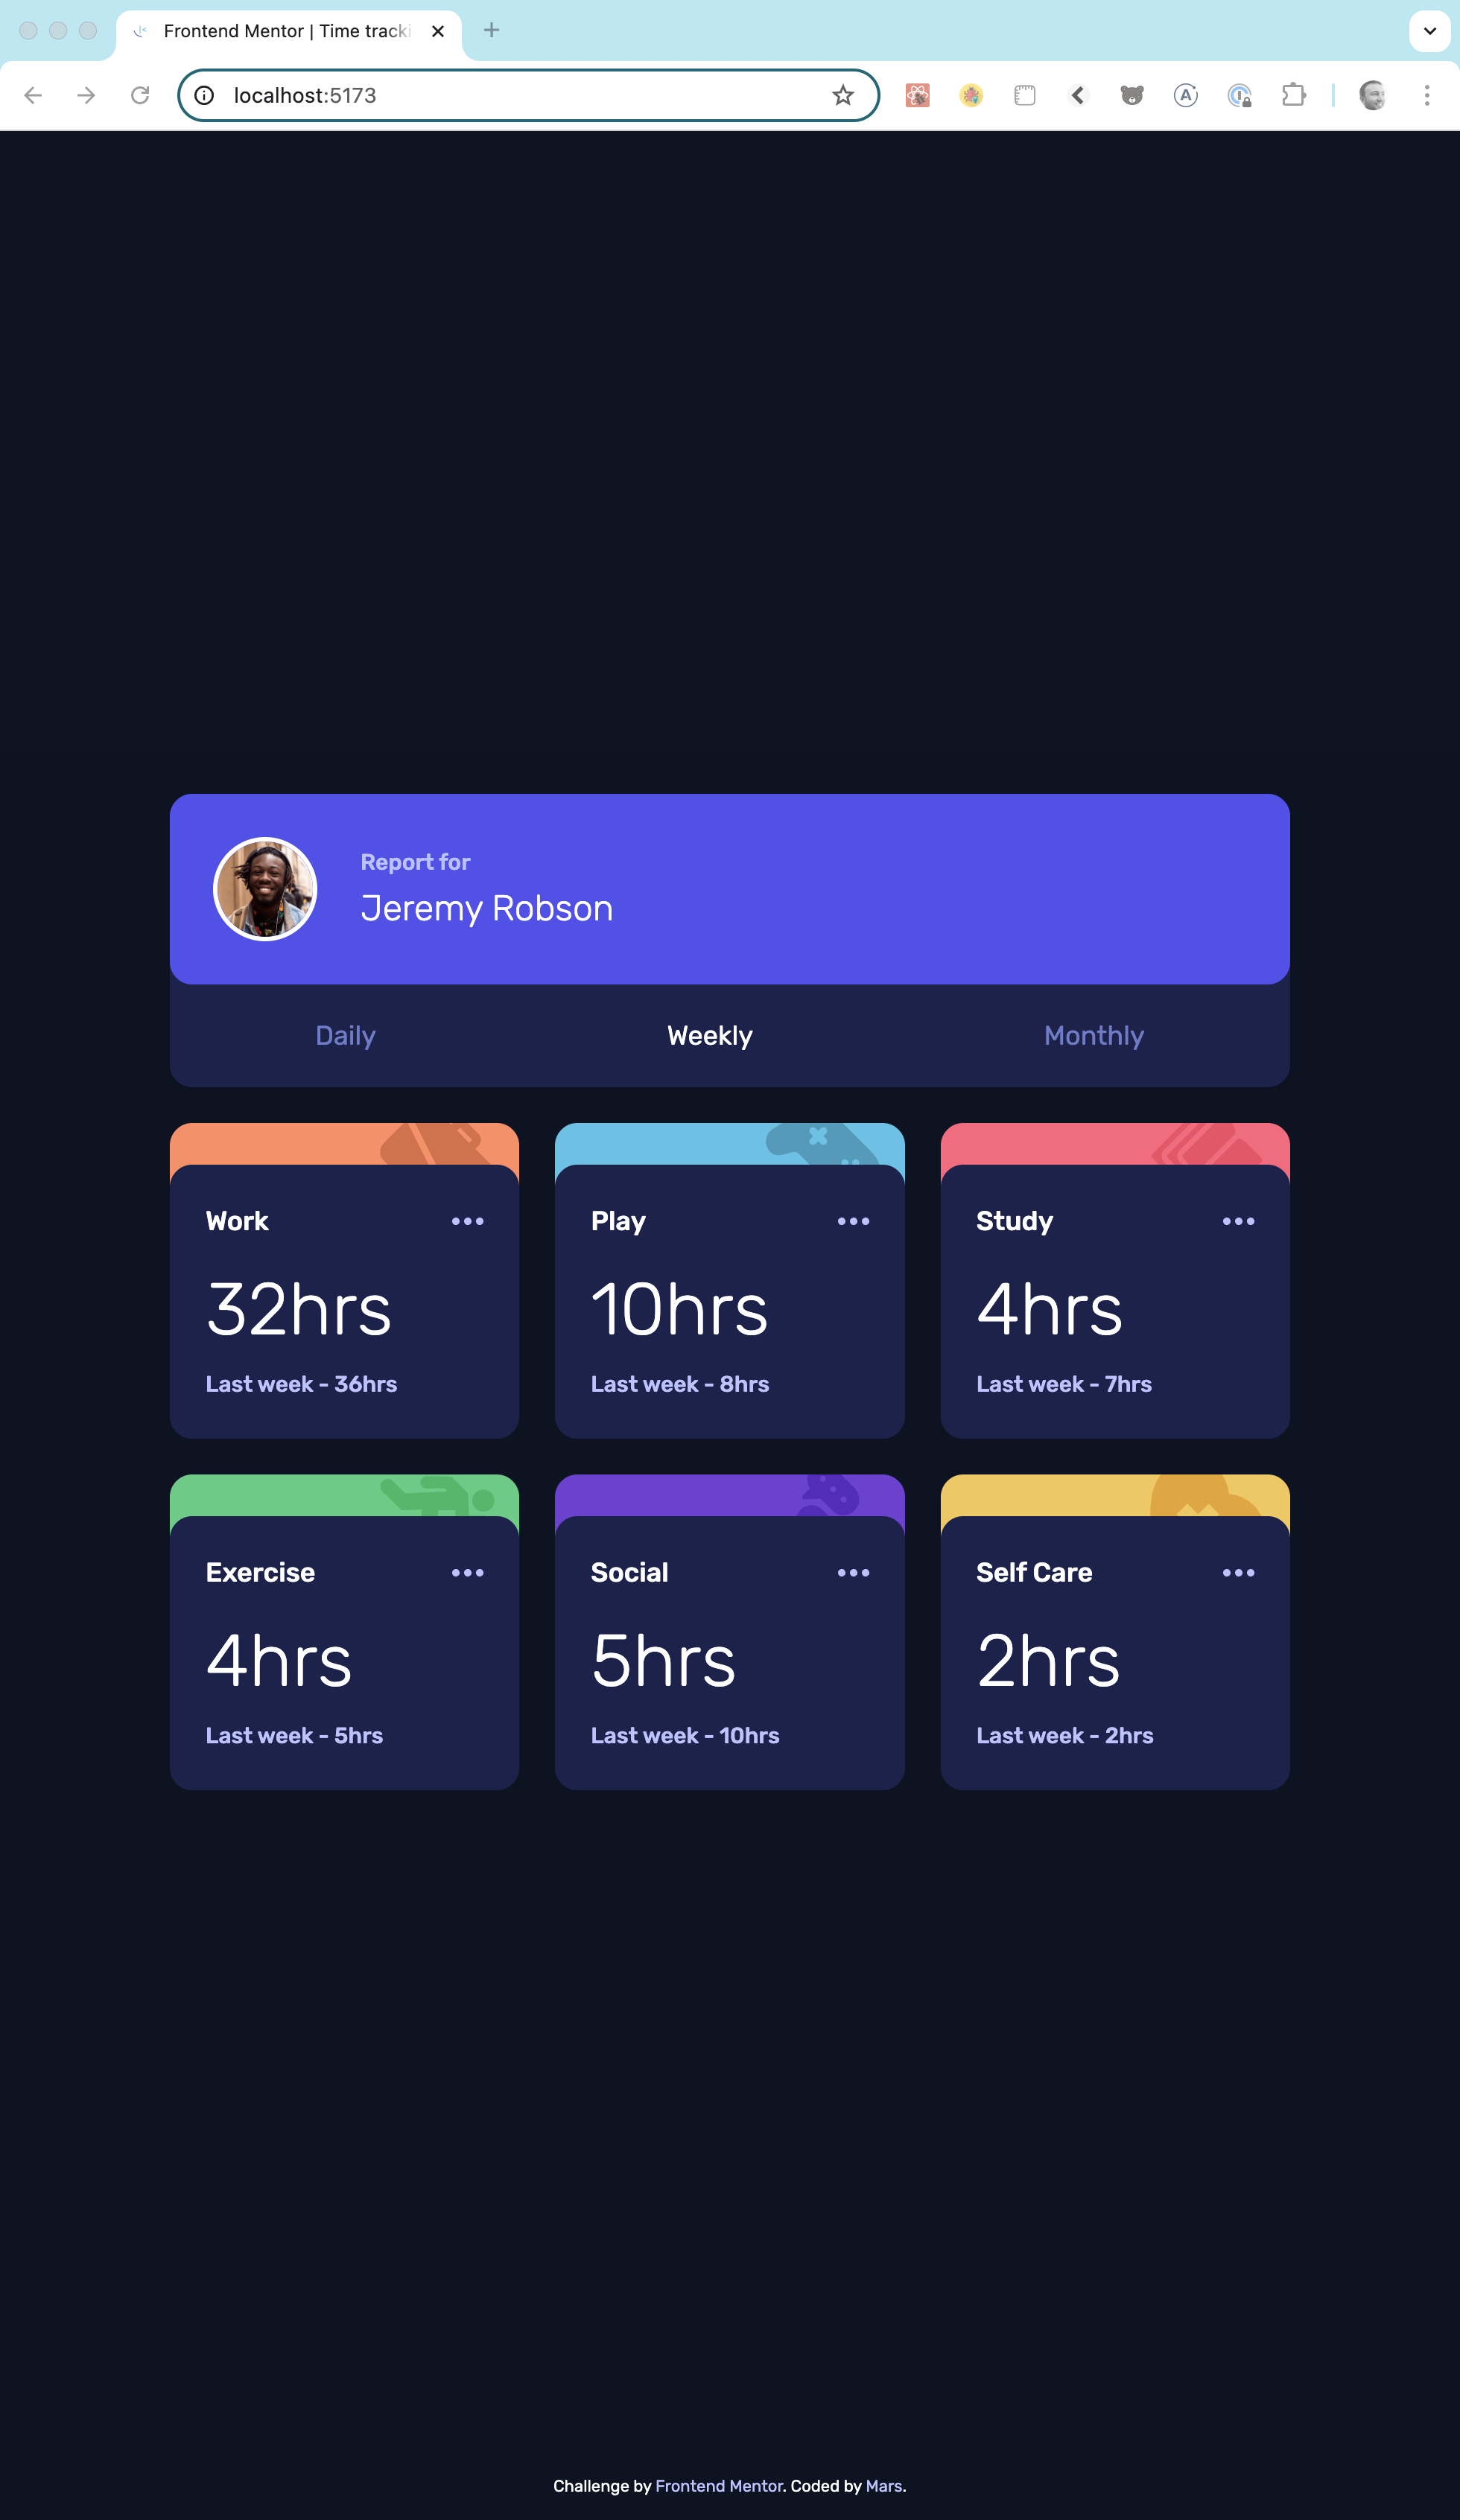 Frontend Mentor | Time tracki
localhost:5173
Report for
Jeremy Robson
Daily
Weekly
Monthly
Work
32hrs
Last week - 36hrs
Play
10hrs
Last week - 8hrs
Study
4hrs
Last week - 7hrs
Exercise
4hrs
Last week - 5hrs
Social
5hrs
Last week - 10hrs
Self Care
2hrs
Last week - 2hrs
Challenge by Frontend Mentor. Coded by Mars.